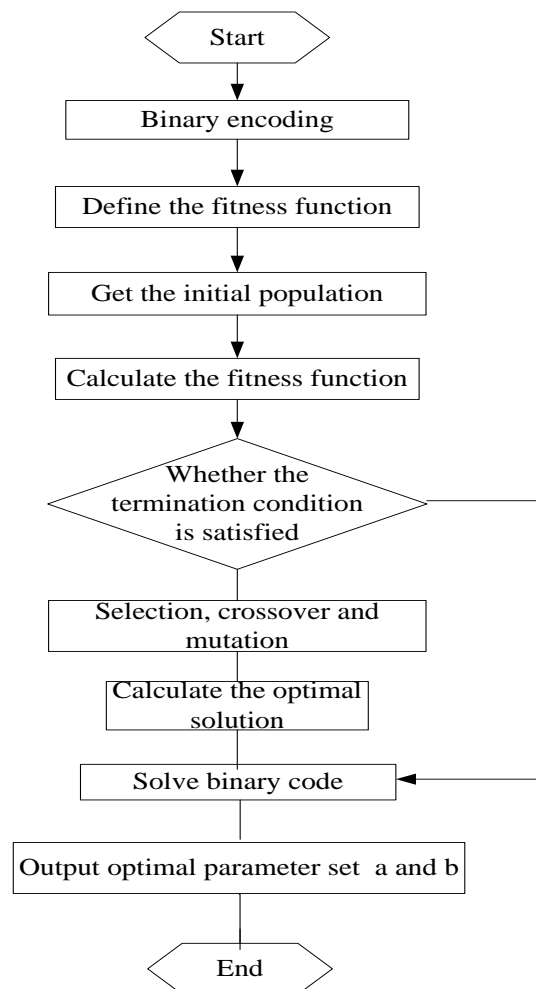 Start
Binary encoding
Define the fitness function
Get the initial population
Calculate the fitness function
Whether the
termination condition
is satisfied
Selection, crossover and
mutation
Calculate the optimal
solution
Solve binary code
Output optimal parameter set a and b
End